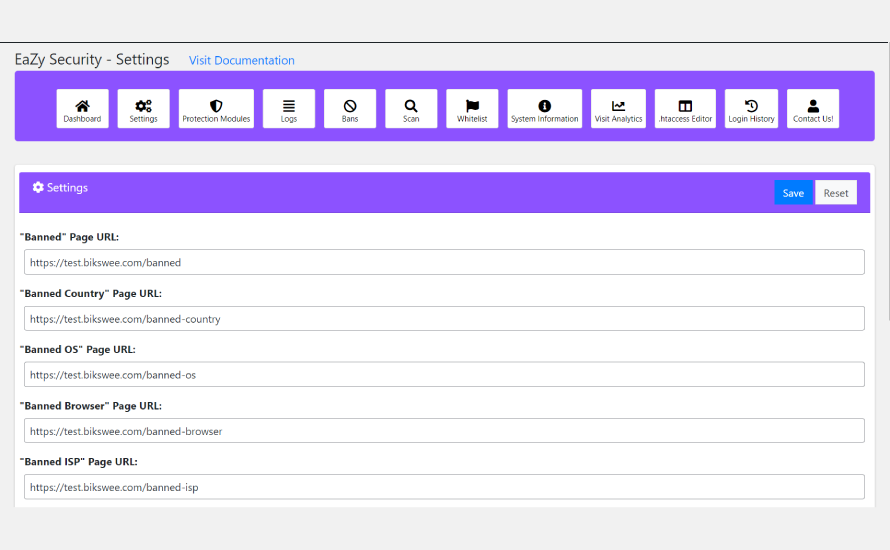 EaZy Security - Settings Visit Documentation
Dashboard Settings Protection Modules Logs Bans Scan Whitelist System Information Visit Analytics .htaccess Editor Login History Contact Us!
Settings Save Reset
"Banned" Page URL:
https://test.bikswee.com/banned
"Banned Country" Page URL:
https://test.bikswee.com/banned-country
"Banned OS" Page URL:
https://test.bikswee.com/banned-os
"Banned Browser" Page URL:
https://test.bikswee.com/banned-browser
"Banned ISP" Page URL:
https://test.bikswee.com/banned-isp